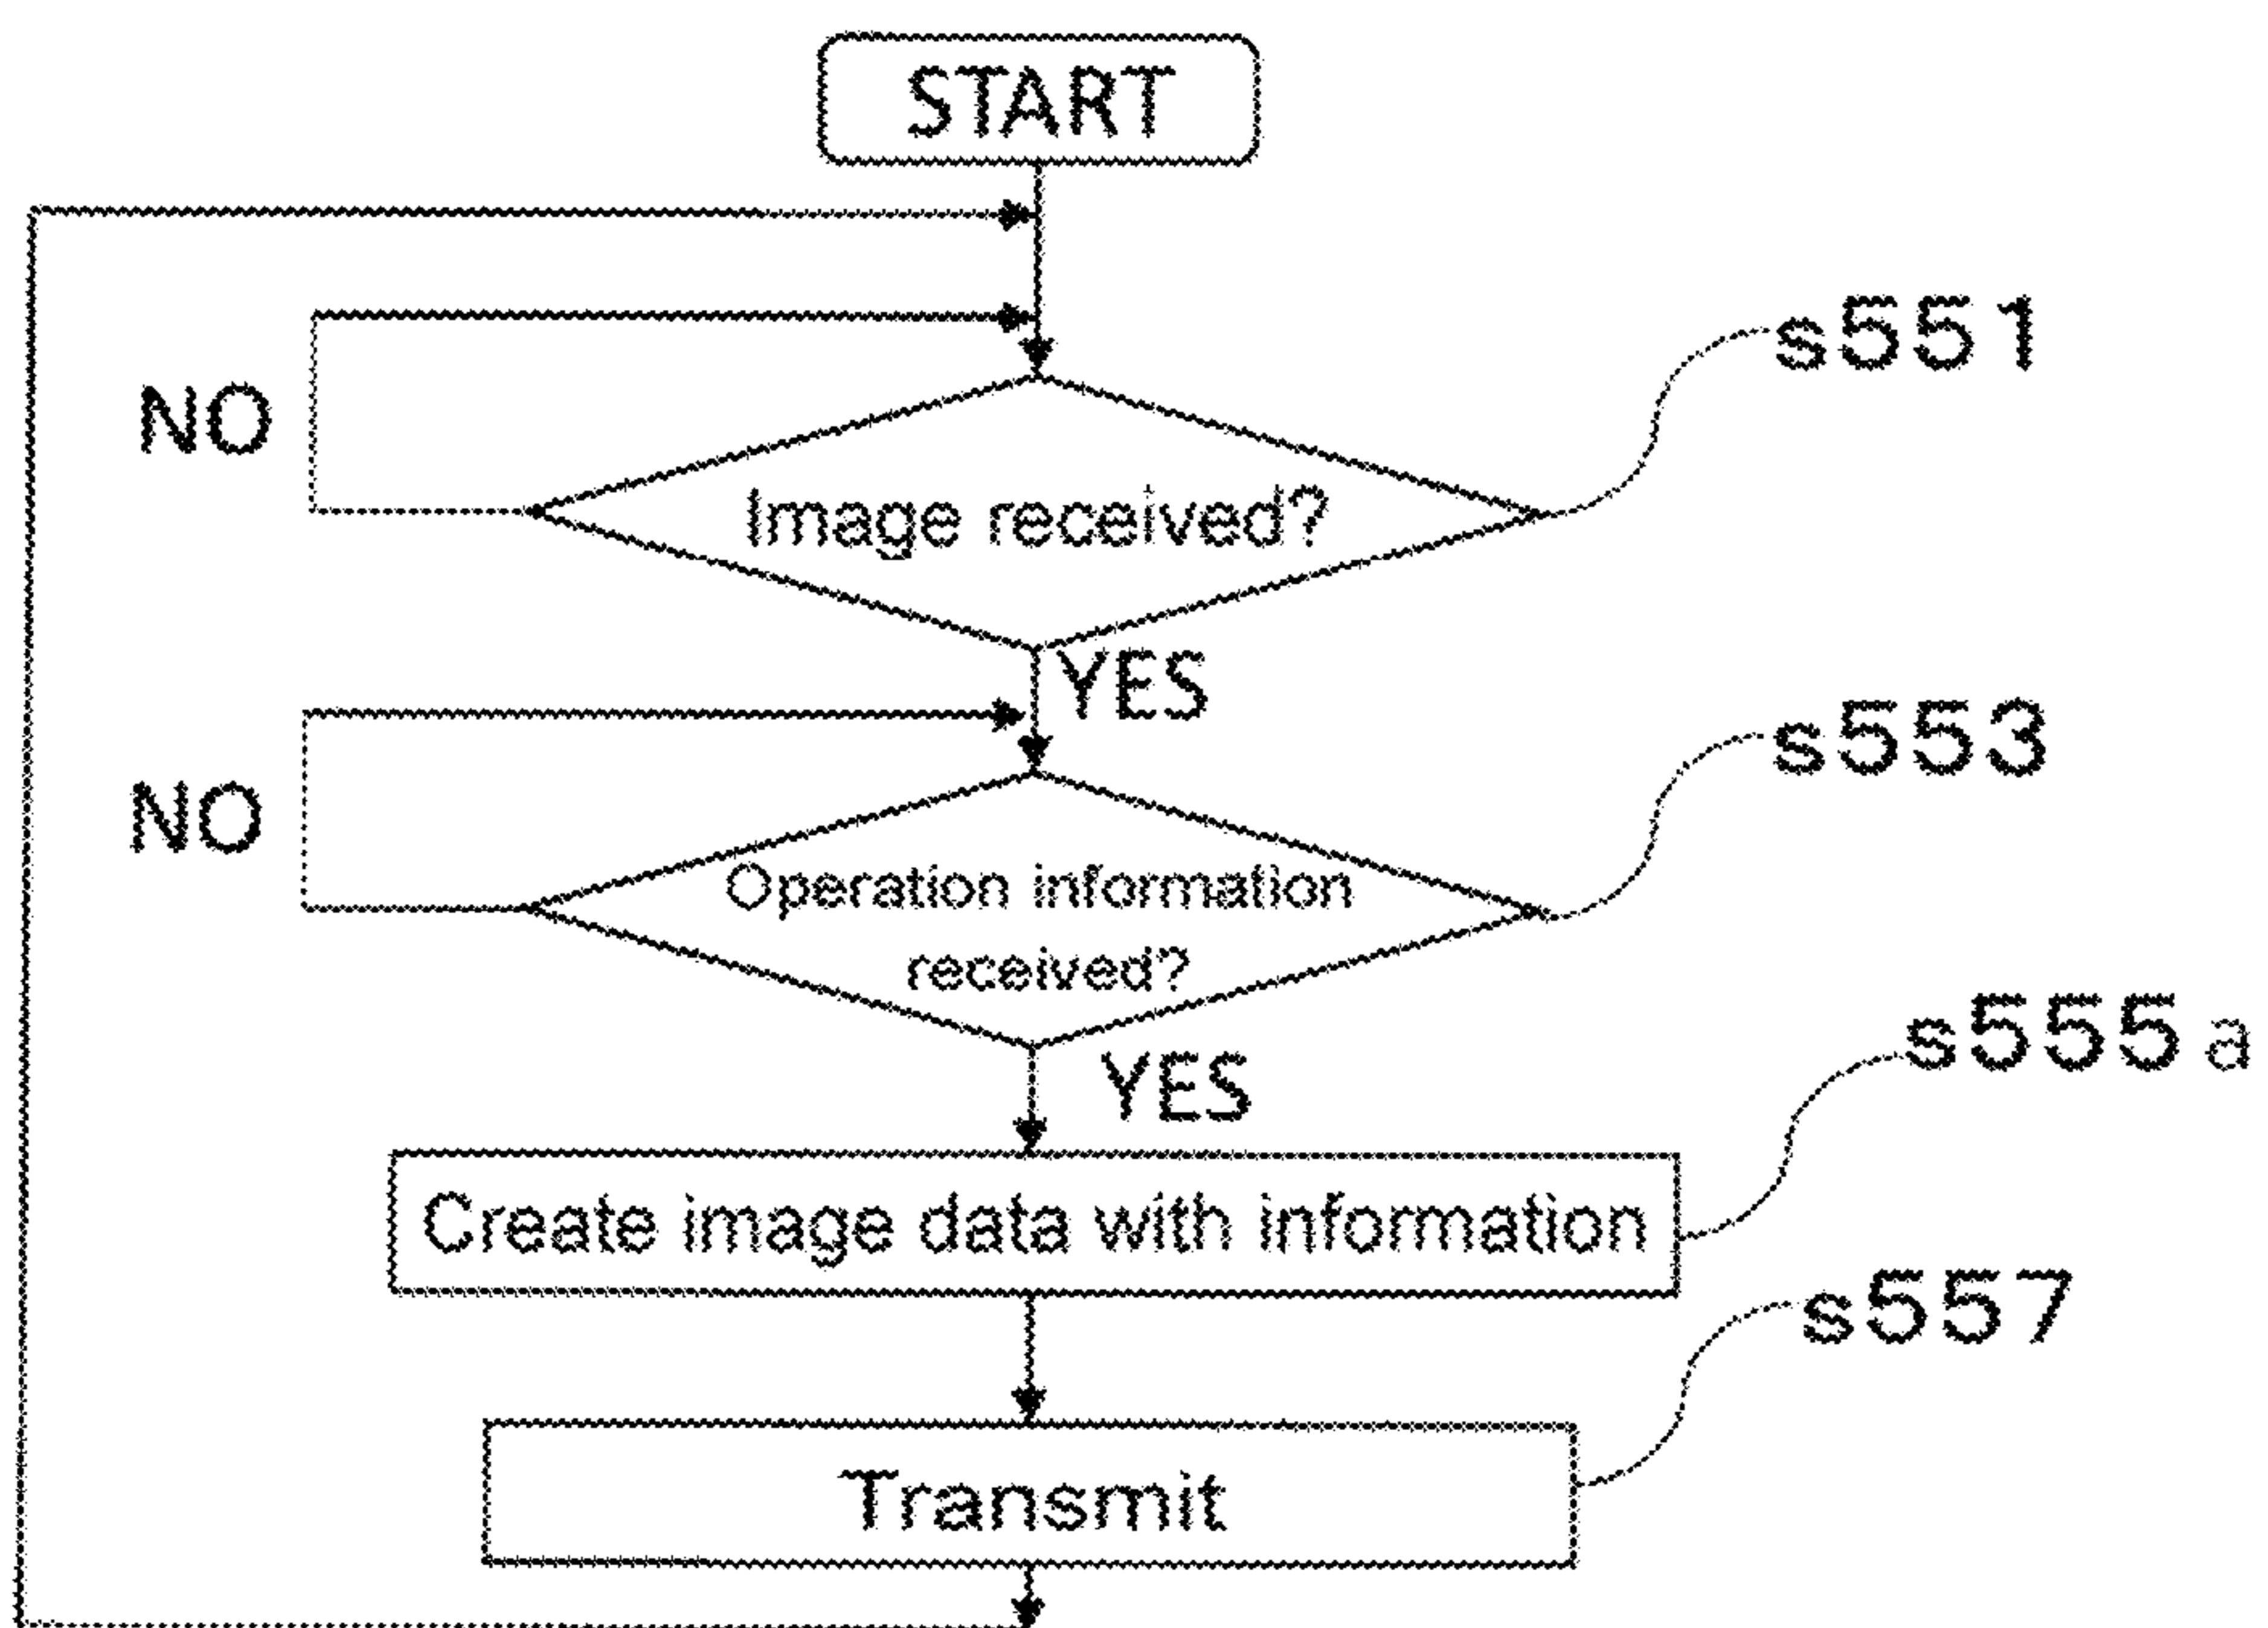 START
s551
NO
Image received?
YES
s553
NO
Operation information
received?
s555a
YES
Create image data with information
s557
Transmit